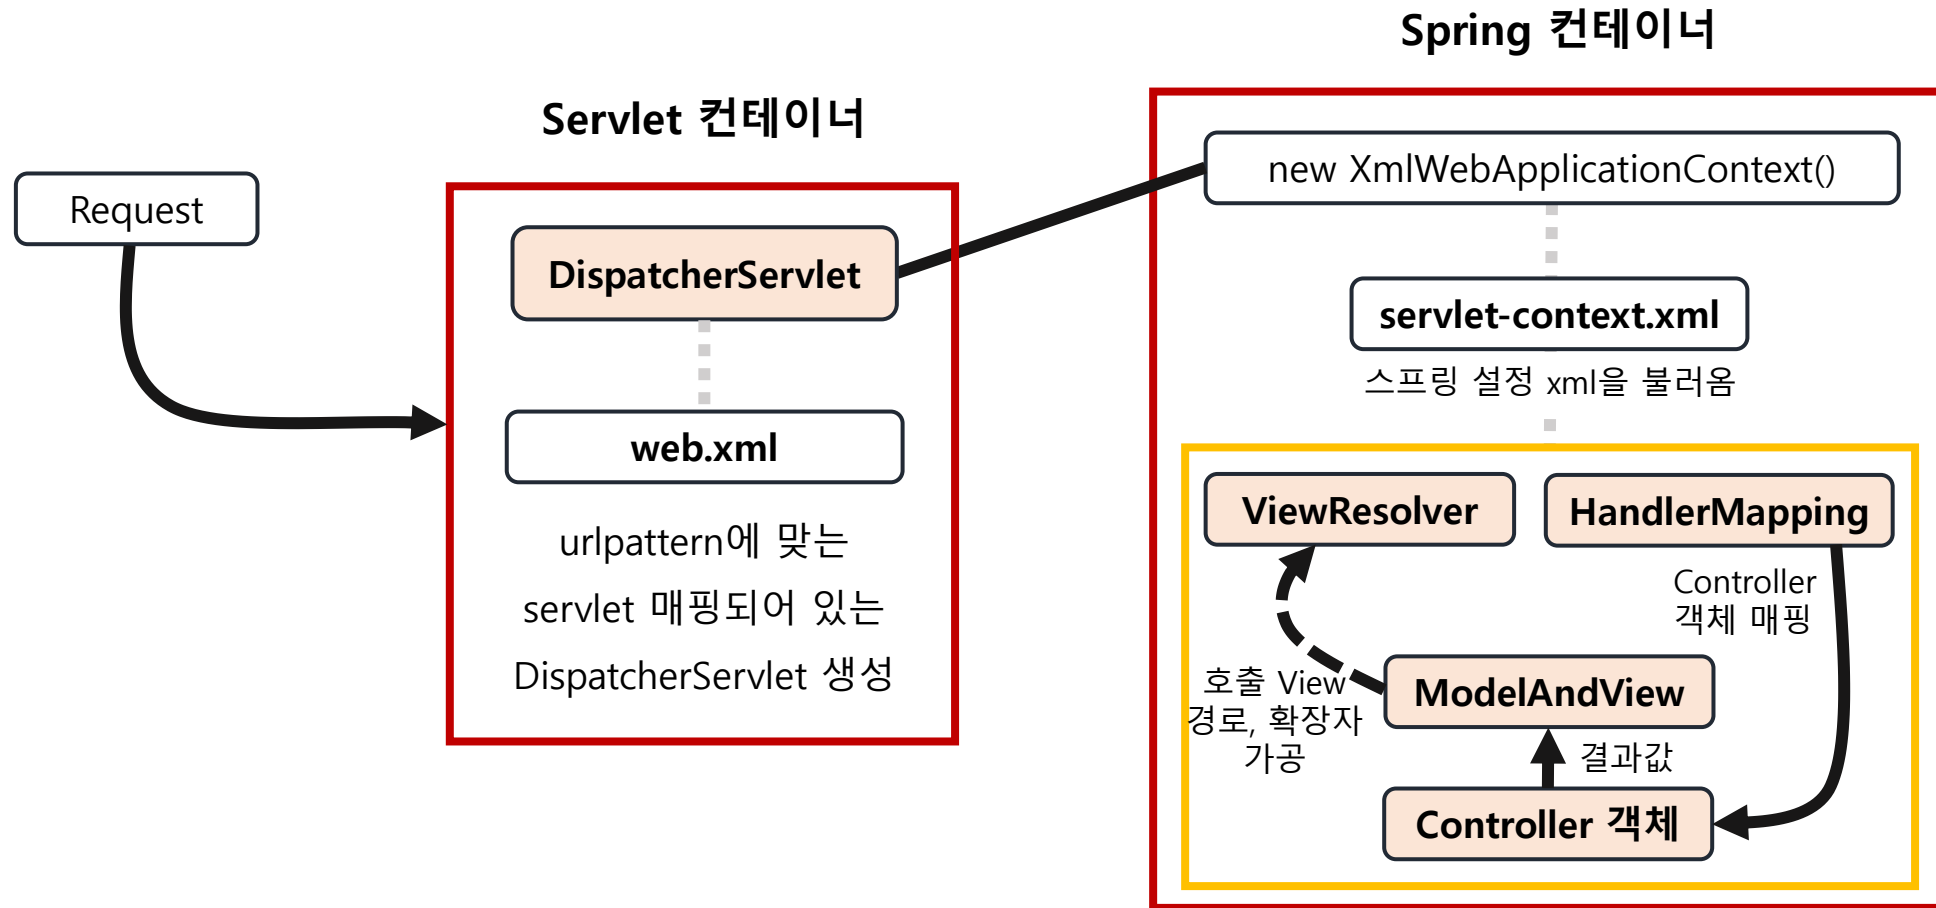 Spring 컨테이너
Servlet 컨테이너
Request
DispatcherServlet
web.xml
urlpattern에 맞는
servlet 매핑되어 있는
DispatcherServlet 생성
new XmlWebApplicationContext()
servlet-context.xml
스프링 설정 xml을 불러옴
ViewResolver
HandlerMapping
Controller
객체 매핑
호출 View
경로, 확장자
가공
ModelAndView
결과값
Controller 객체